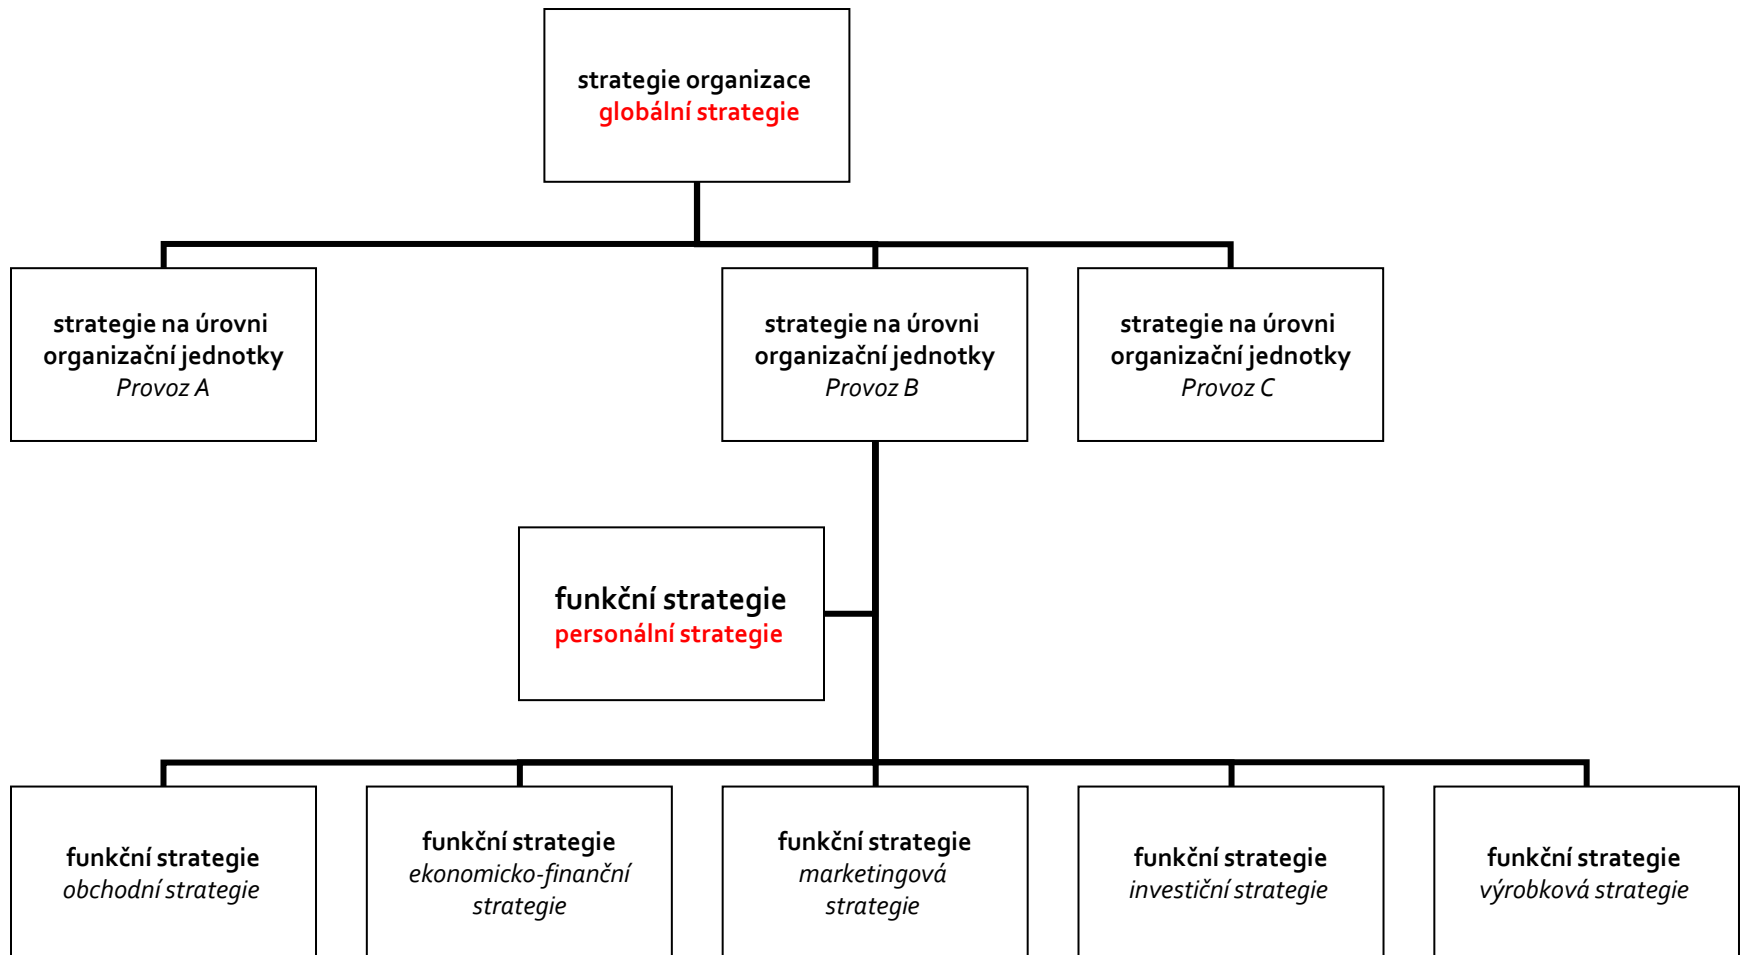 strategie organizace
globální strategie
strategie na úrovni
organizační jednotky
Provoz A
strategie na úrovni
organizační jednotky
Provoz B
strategie na úrovni
organizační jednotky
Provoz C
funkční strategie
personální strategie
funkční strategie
obchodní strategie
funkční strategie
ekonomicko-finanční
strategie
funkční strategie
marketingová
strategie
funkční strategie
investiční strategie
funkční strategie
výrobková strategie